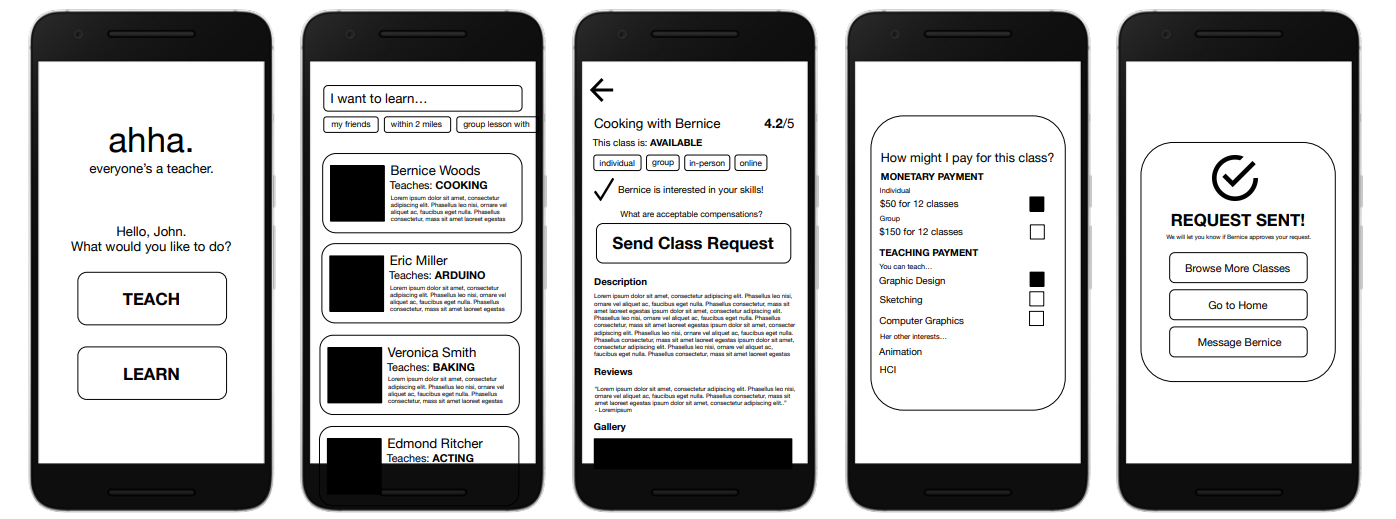 ahha.
everyone's a teacher.
Hello, John.
What would you like to do?
TEACH
LEARN
I want to learn...
my friends
within 2 miles
group lesson with
Bernice Woods
Teaches: COOKING
Lorem ipsum dolor sit amet, consectetur
adipiscing elit. Phasellus leo nisi, ornare vel
aliquet ac, faucibus eget nulla. Phasellus
consectetur, mass sit amet laoreet egestas
Eric Miller
Teaches: ARDUINO
Lorem ipsum dolor sit amet, consectetur
adipiscing elit. Phasellus leo nisi, ornare vel
aliquet ac, faucibus eget nulla. Phasellus
consectetur, mass sit amet laoreet egestas
Veronica Smith
Teaches: BAKING
Lorem ipsum dolor sit amet, consectetur
adipiscing elit. Phasellus leo nisi, ornare vel
aliquet ac, faucibus eget nulla. Phasellus
consectetur, mass sit amet laoreet egestas
Edmond Ritcher
Teaches: ACTING
Cooking with Bernice
4.2/5
This class is: AVAILABLE
individual
group
in-person
online
Bernice is interested in your skills!
What are acceptable compensations?
Send Class Request
Description
Lorem ipsum dolor sit amet, consectetur adipiscing elit. Phasellus leo nisi,
ornare vel aliquet ac, faucibus eget nulla. Phasellus consectetur, mass sit
amet laoreet egestas ipsum dolor sit amet, consectetur adipiscing elit.
Phasellus leo nisi, ornare vel aliquet ac, faucibus eget nulla. Phasellus
consectetur, mass sit amet laoreet egestas ipsum dolor sit amet, consecter
adipiscing elit. Phasellus leo nisi, ornare vel aliquet ac, faucibus eget nulla.
Phasellus consectetur, mass sit amet laoreet egestas ipsum dolor sit amet,
consectetur adipiscing elit. Phasellus leo nisi, ornare vel aliquet ac,
faucibus eget nulla. Phasellus consectetur, mass sit amet laoreet egestas
Reviews
"Lorem ipsum dolor sit amet, consectetur adipiscing elit. Phasellus leo nisi,
ornare vel aliquet ac, faucibus eget nulla. Phasellus consectetur, mass sit
amet laoreet egestas ipsum dolor sit amet, consectetur adipiscing elit.."
- Loremipsum
Gallery
How might I pay for this class?
MONETARY PAYMENT
Individual
$50 for 12 classes
Group
$150 for 12 classes
TEACHING PAYMENT
You can teach...
Graphic Design
Sketching
Computer Graphics
Her other interests...
Animation
HCI
REQUEST SENT!
We will let you know if Bernice approves your request.
Browse More Classes
Go to Home
Message Bernice